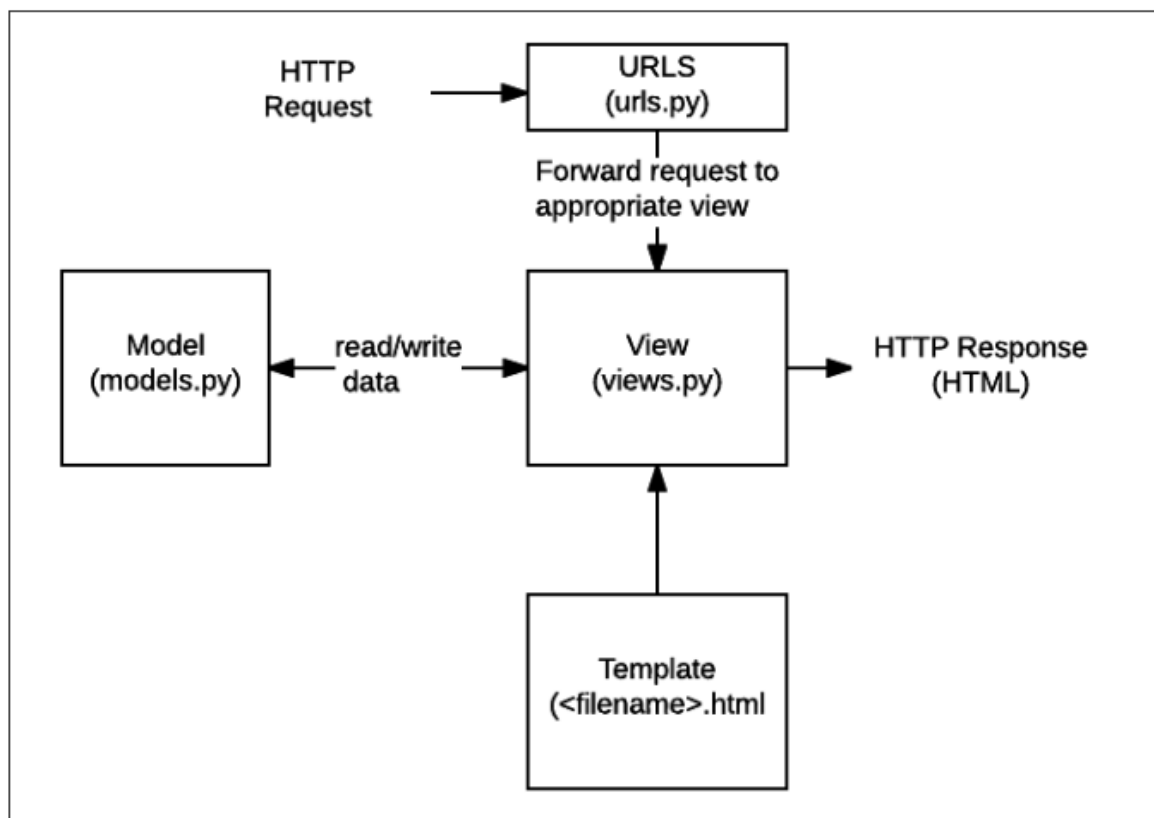 HTTP
Request
URLS
(urls.py)
Forward request to
appropriate view
Model
(models.py)
read/write
data
View
(views.py)
HTTP Response
(HTML)
Template
(<filename>.html